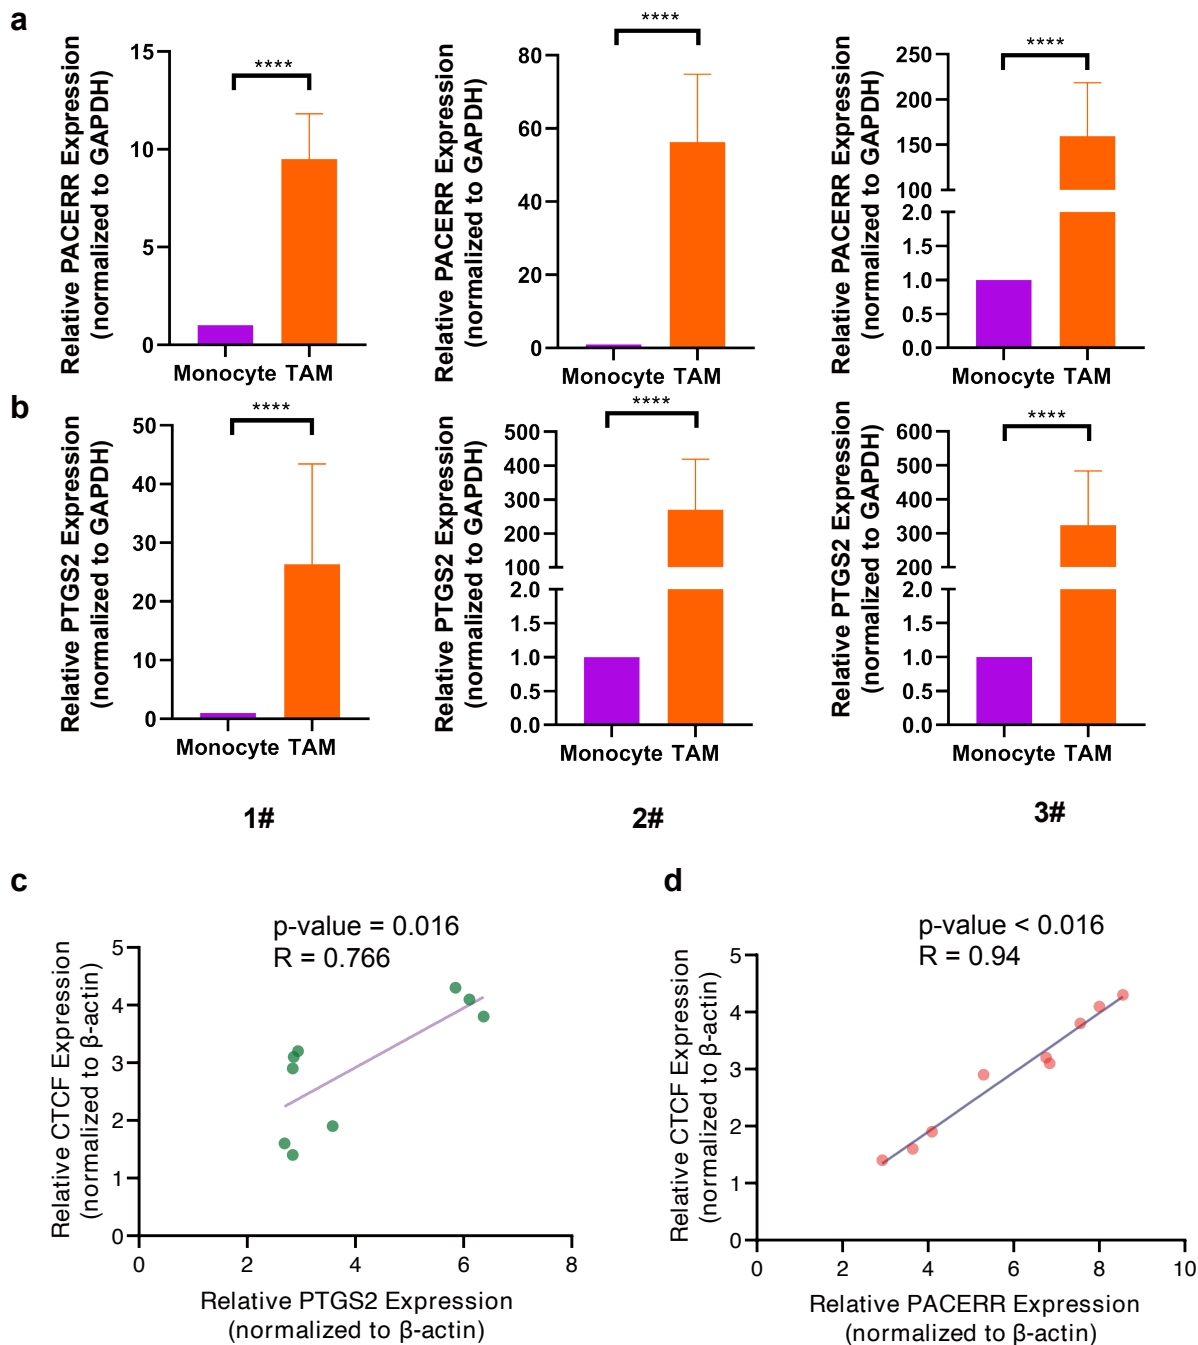 a
Relative PACERR Expression
(normalized to GAPDH)
15
10
5
0
****
Monocyte TAM
Relative PACERR Expression
(normalized to GAPDH)
80
60
40
20
0
****
Monocyte TAM
Relative PACERR Expression
(normalized to GAPDH)
250
200
150
100
2.0
1.5
1.0
0.5
0.0
****
Monocyte TAM
b
Relative PTGS2 Expression
(normalized to GAPDH)
50
40
30
20
10
0
****
Monocyte TAM
Relative PTGS2 Expression
(normalized to GAPDH)
500
400
300
200
100
2.0
1.5
1.0
0.5
0.0
****
Monocyte TAM
Relative PTGS2 Expression
(normalized to GAPDH)
600
500
400
300
200
2.0
1.5
1.0
0.5
0.0
****
Monocyte TAM
1#
2#
3#
c
p-value = 0.016
R = 0.766
Relative CTCF Expression
(normalized to β-actin)
5
4
3
2
1
0
0 2 4 6 8
Relative PTGS2 Expression
(normalized to β-actin)
d
p-value < 0.016
R = 0.94
Relative CTCF Expression
(normalized to β-actin)
5
4
3
2
1
0
0 2 4 6 8 10
Relative PACERR Expression
(normalized to β-actin)